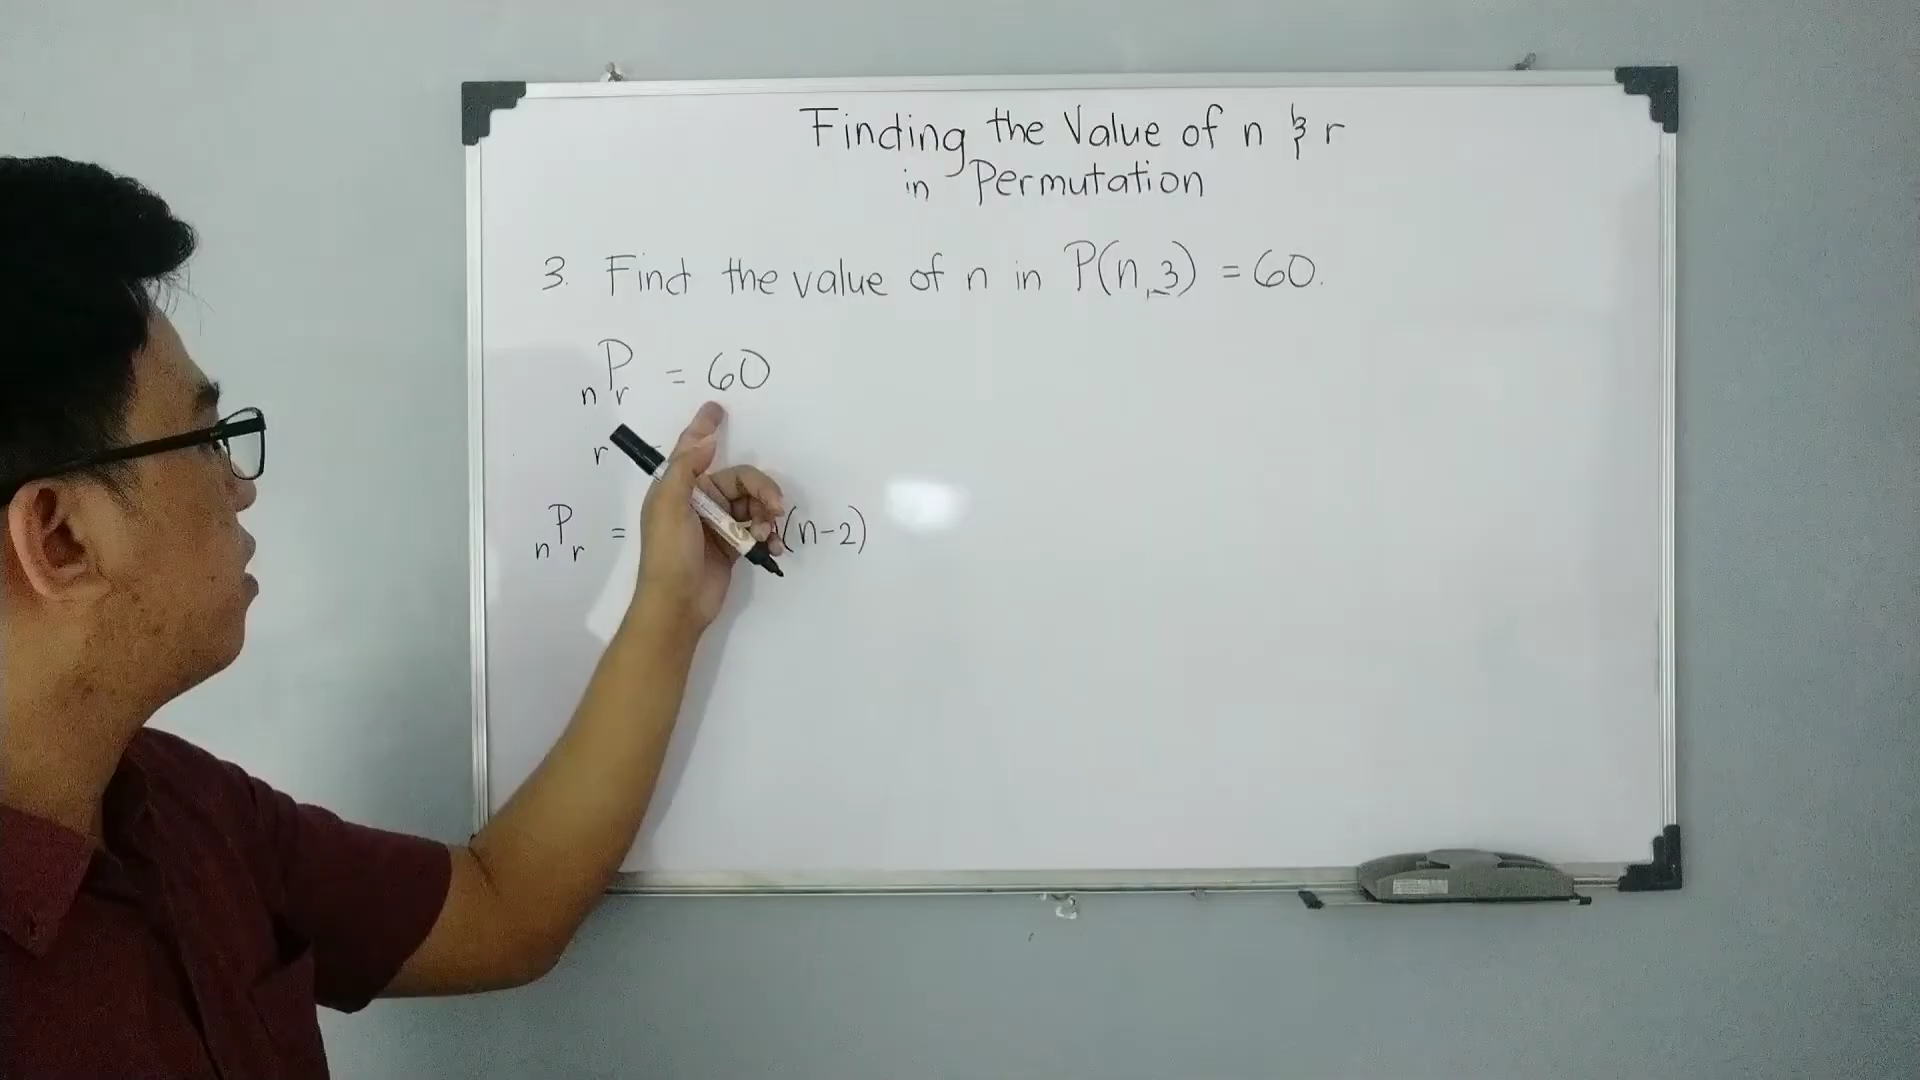 Finding the Value of n & r
in Permutation
3. Find the value of n in P(n,3) = 60.
nPr = 60
r
nPr = (n-2)